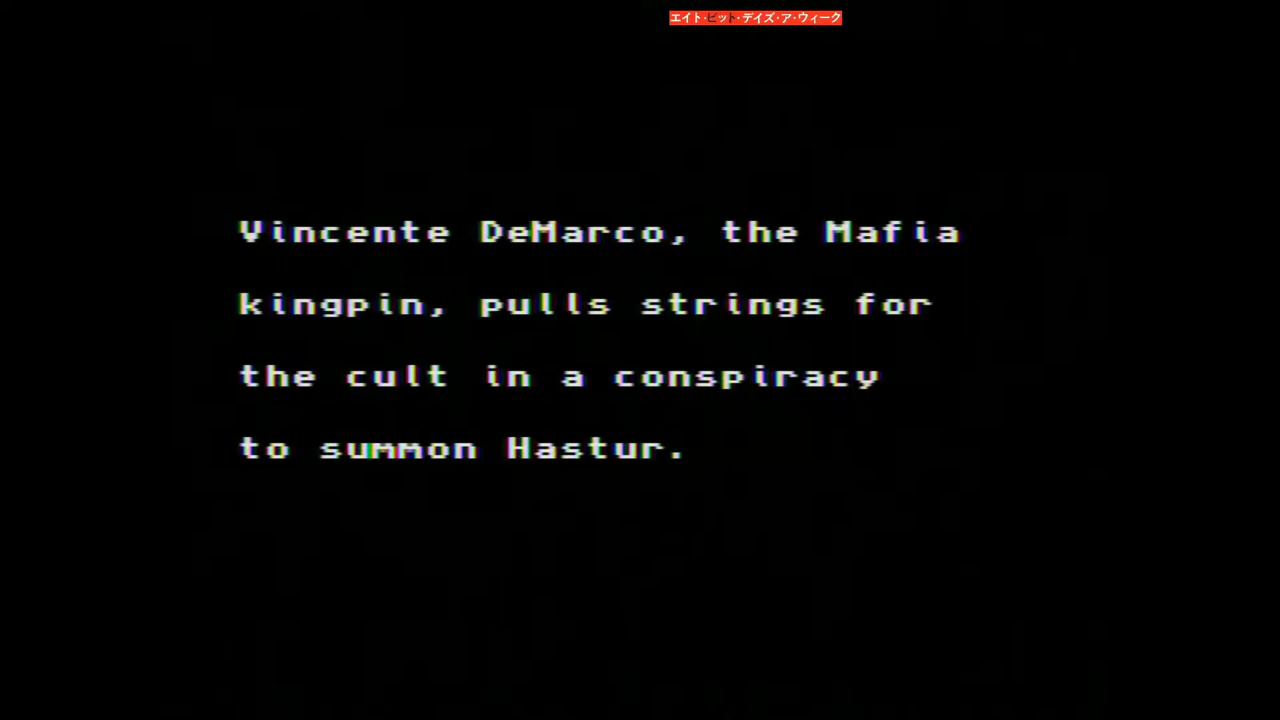 エイト・ビット・デイズ・ア・ウィーク
Vincente DeMarco, the Mafia
kingpin, pulls strings for
the cult in a conspiracy
to summon Hastur.